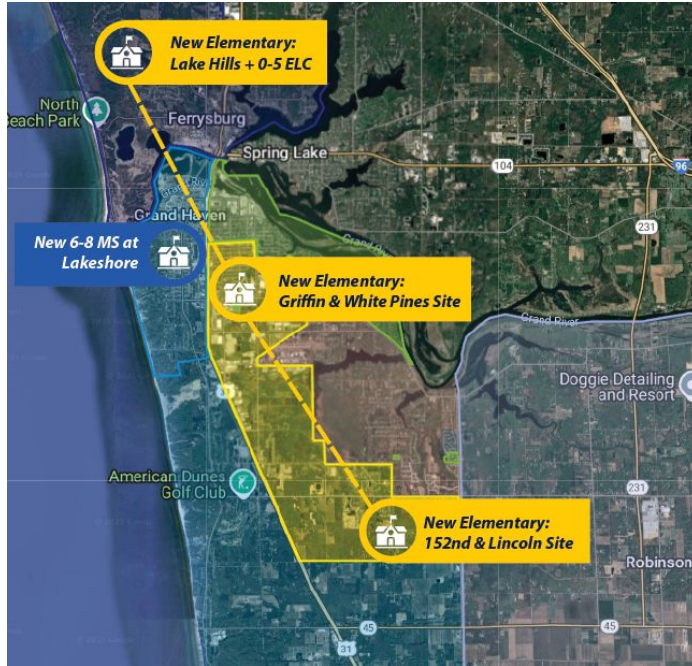 New Elementary:
Lake Hills + 0-5 ELC
North
Beach Park
Ferrysburg
Spring Lake
104
96
231
Grand Haven
New 6-8 MS at
Lakeshore
Grand River
New Elementary:
Griffin & White Pines Site
Grand River
Doggie Detailing
and Resort
American Dunes
Golf Club
231
New Elementary:
152nd & Lincoln Site
Robinson
45
45
31